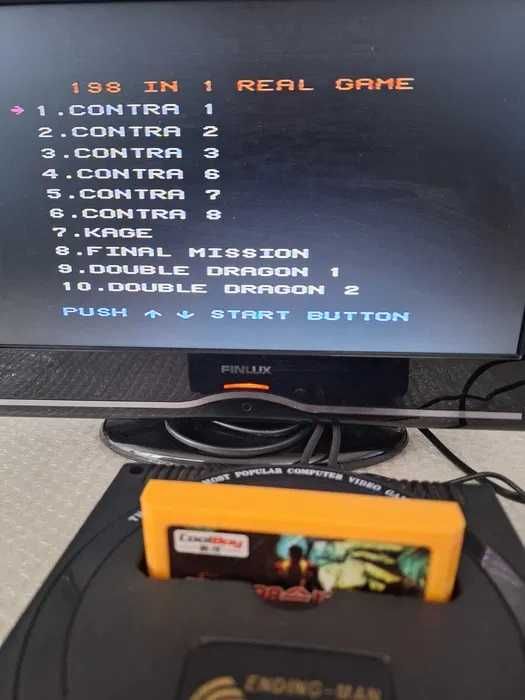 198 IN 1 REAL GAME
→ 1.CONTRA 1
2.CONTRA 2
3.CONTRA 3
4.CONTRA 6
5.CONTRA 7
6.CONTRA 8
7.KAGE
8.FINAL MISSION
9.DOUBLE DRAGON 1
10.DOUBLE DRAGON 2
PUSH ↑ ↓ START BUTTON
FINLUX
MOST POPULAR COMPUTER VIDEO
CoolBoy
ENDING-MAN